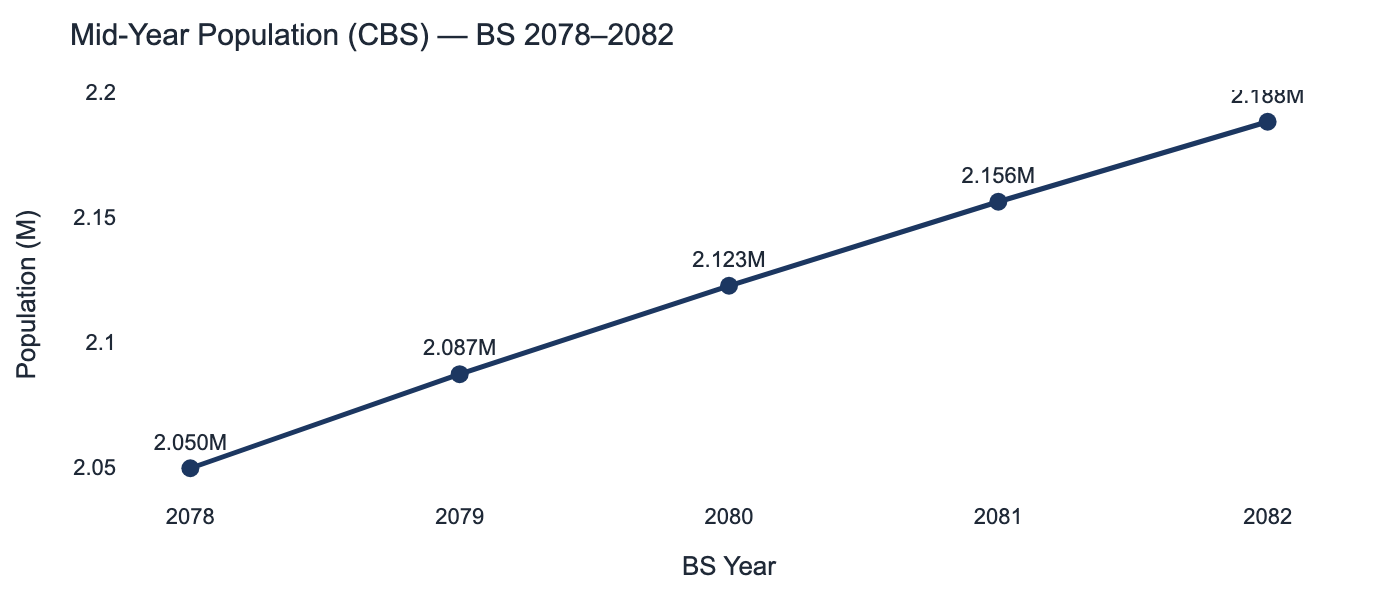 Mid-Year Population (CBS) — BS 2078–2082
2.2
2.188M
2.156M
2.15
2.123M
2.1
2.087M
2.050M
2.05
Population (M)
2078 2079 2080 2081 2082
BS Year